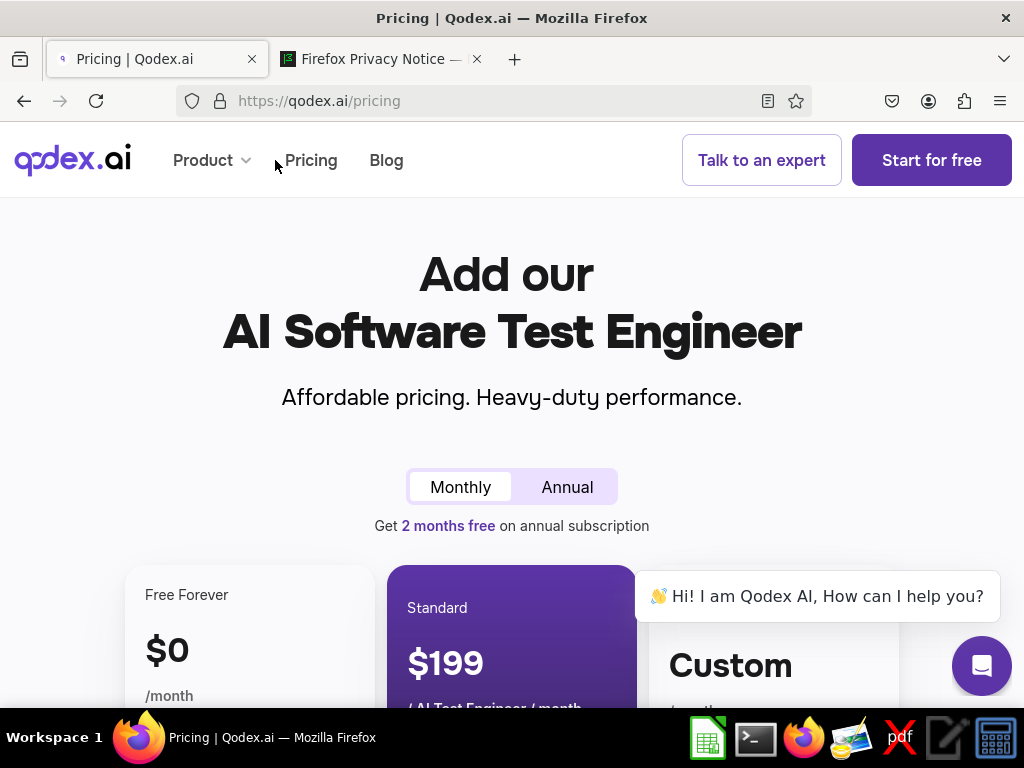 Pricing | Qodex.ai — Mozilla Firefox
Pricing | Qodex.ai
Firefox Privacy Notice —
https://qodex.ai/pricing
qodex.ai
Product
Pricing
Blog
Talk to an expert
Start for free
Add our
AI Software Test Engineer
Affordable pricing. Heavy-duty performance.
Monthly
Annual
Get 2 months free on annual subscription
Free Forever
$0
/month
Standard
$199
/ AI Test Engineer / month
👋 Hi! I am Qodex AI, How can I help you?
Custom
Workspace 1
Pricing | Qodex.ai — Mozilla Firefox
pdf